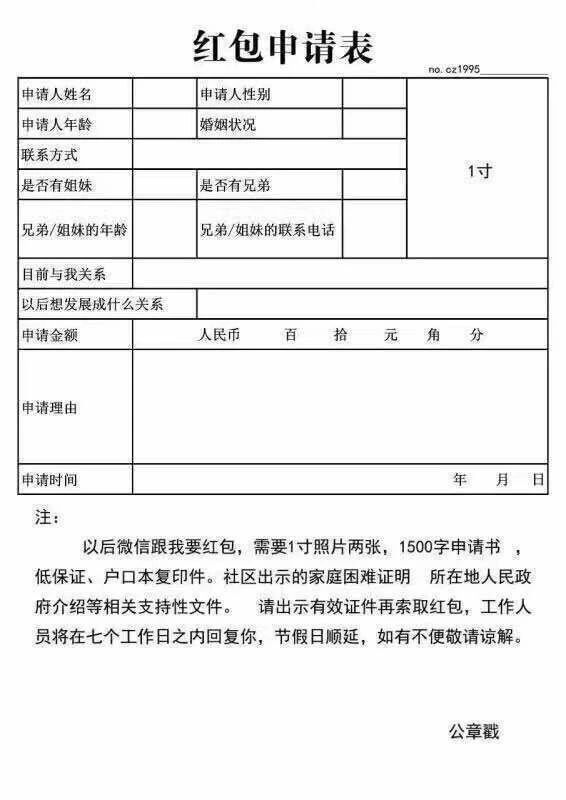 红包申请表
no.cz1995__________
申请人姓名 申请人性别
申请人年龄 婚姻状况
联系方式
1寸
是否有姐妹 是否有兄弟
兄弟/姐妹的年龄 兄弟/姐妹的联系电话
目前与我关系
以后想发展成什么关系
申请金额 人民币 百 拾 元 角 分
申请理由
申请时间 年 月 日
注：
以后微信跟我要红包，需要1寸照片两张，1500字申请书 ，
低保证、户口本复印件。社区出示的家庭困难证明 所在地人民政
府介绍等相关支持性文件。 请出示有效证件再索取红包，工作人
员将在七个工作日之内回复你，节假日顺延，如有不便敬请谅解。
公章戳